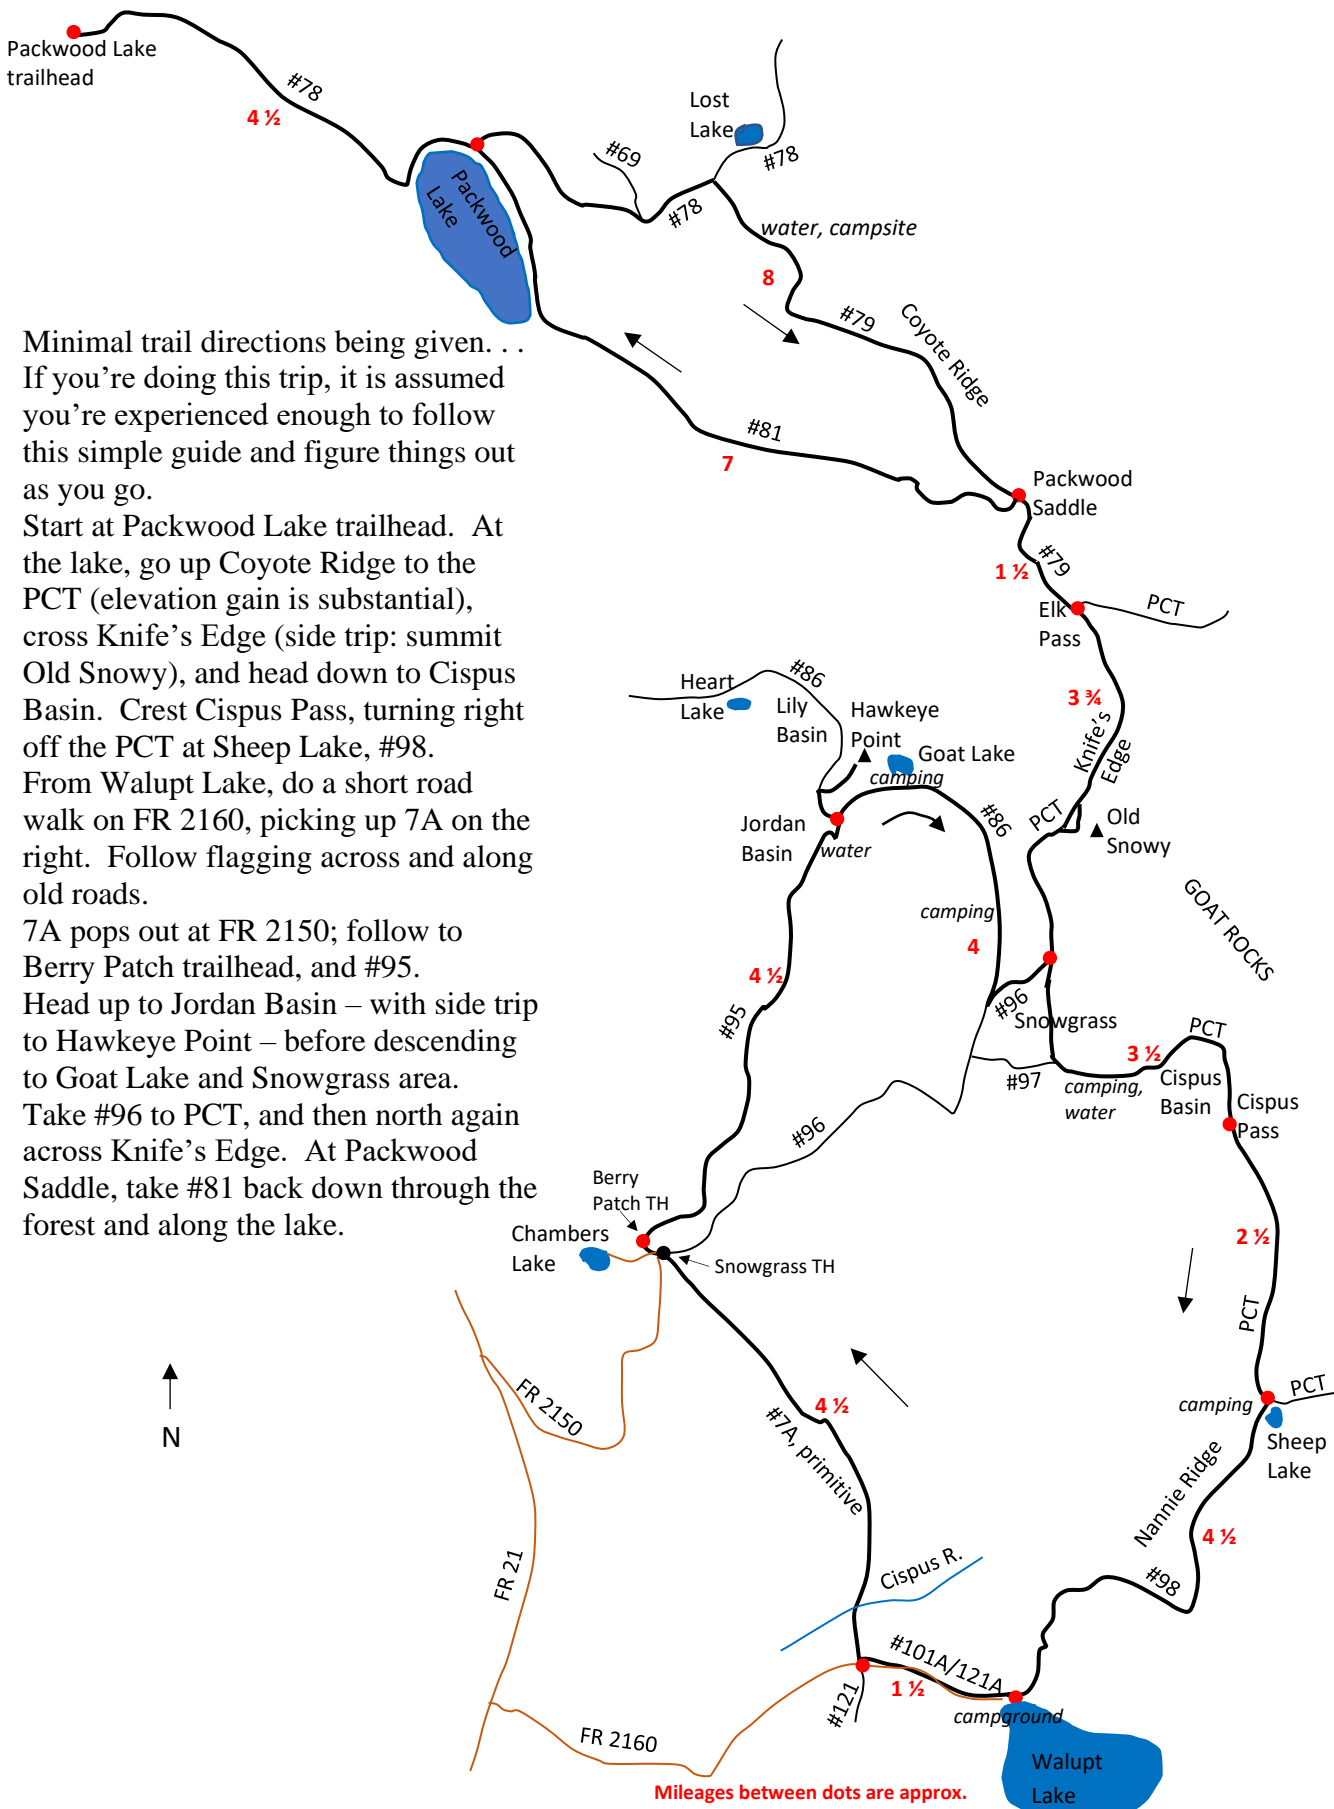 Packwood Lake
trailhead
#78
4 ½
Lost
Lake
#69
#78
#78
Packwood
Lake
water, campsite
8
#79
Coyote Ridge
#81
7
Packwood
Saddle
1 ½
#79
Elk
Pass
PCT
Minimal trail directions being given. . .
If you’re doing this trip, it is assumed
you’re experienced enough to follow
this simple guide and figure things out
as you go.
Start at Packwood Lake trailhead.  At
the lake, go up Coyote Ridge to the
PCT (elevation gain is substantial),
cross Knife’s Edge (side trip: summit
Old Snowy), and head down to Cispus
Basin.  Crest Cispus Pass, turning right
off the PCT at Sheep Lake, #98.
From Walupt Lake, do a short road
walk on FR 2160, picking up 7A on the
right.  Follow flagging across and along
old roads.
7A pops out at FR 2150; follow to
Berry Patch trailhead, and #95.
Head up to Jordan Basin – with side trip
to Hawkeye Point – before descending
to Goat Lake and Snowgrass area.
Take #96 to PCT, and then north again
across Knife’s Edge.  At Packwood
Saddle, take #81 back down through the
forest and along the lake.
Heart
Lake
#86
Lily
Basin
Hawkeye
Point
Goat Lake
camping
3 ¾
Knife’s
Edge
PCT
Old
Snowy
Jordan
Basin
water
#86
GOAT ROCKS
camping
4
4 ½
#95
#96
Snowgrass
#97
camping,
water
3 ½
PCT
Cispus
Basin
Cispus
Pass
#96
Berry
Patch TH
Chambers
Lake
Snowgrass TH
2 ½
PCT
N
FR 2150
4 ½
#7A, primitive
camping
PCT
Sheep
Lake
Nannie Ridge
4 ½
#98
FR 21
Cispus R.
#101A/121A
1 ½
#121
campground
FR 2160
Walupt
Lake
Mileages between dots are approx.